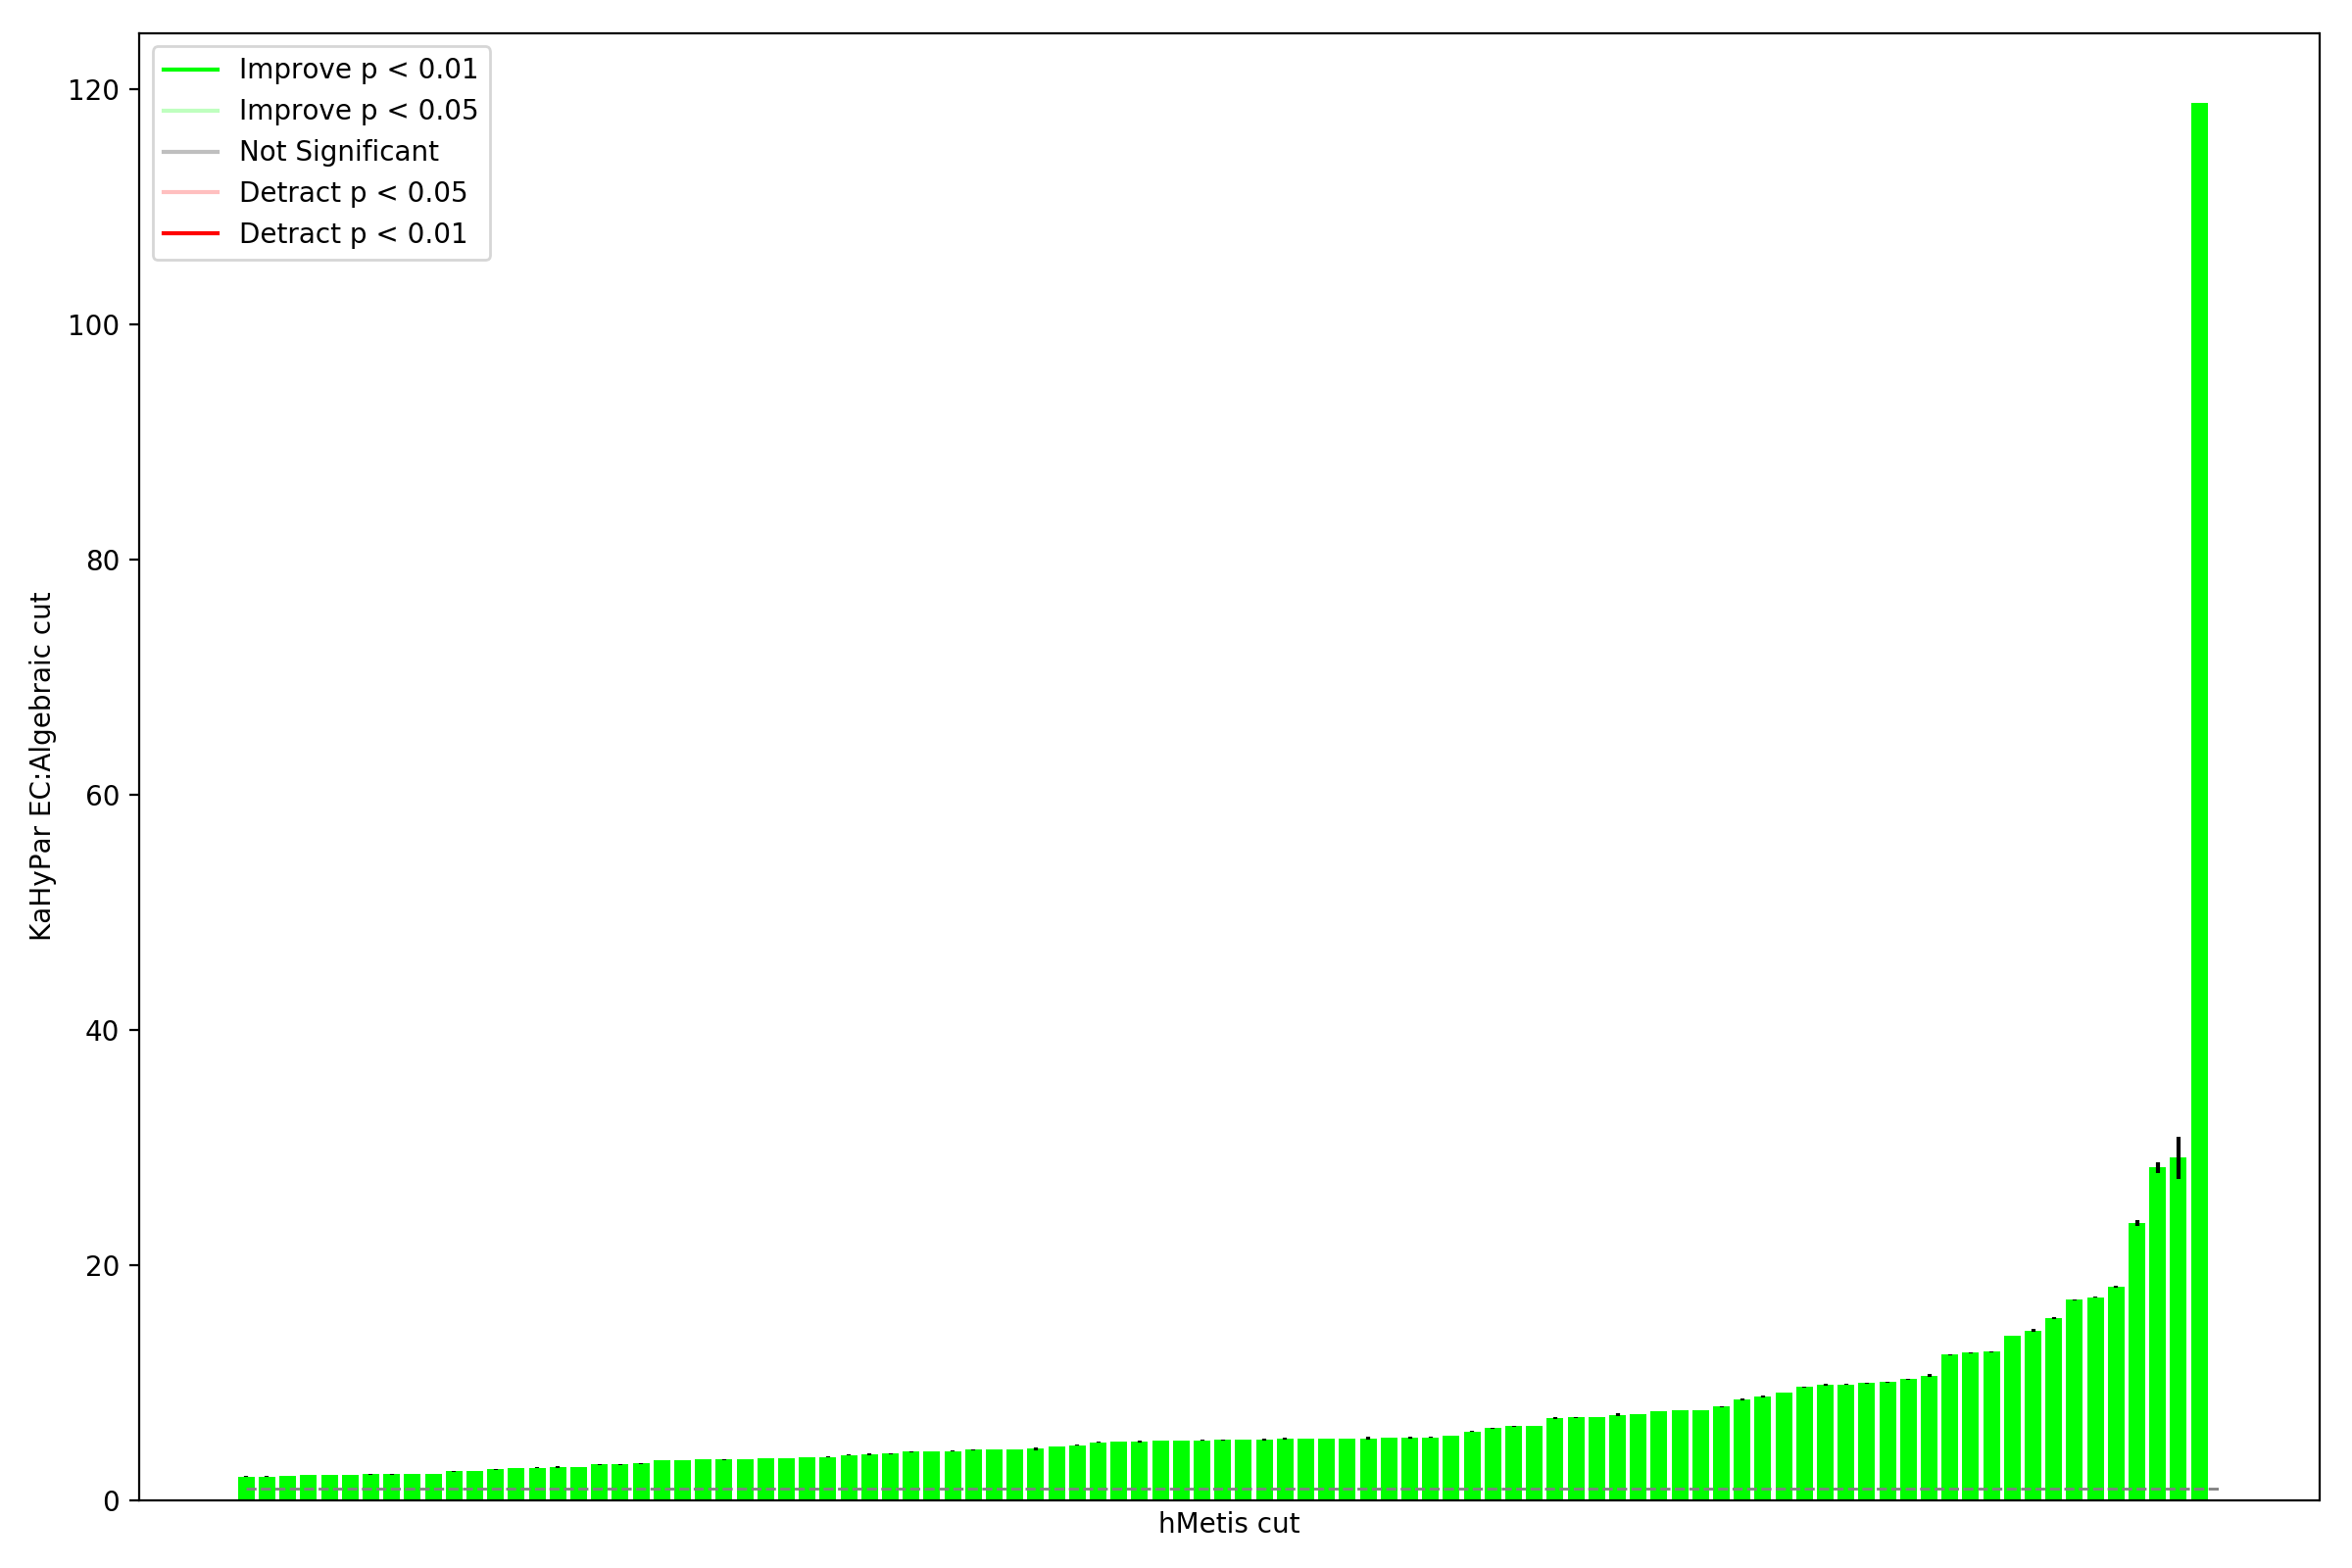 Improve p < 0.01
Improve p < 0.05
Not Significant
Detract p < 0.05
Detract p < 0.01
120
100
80
60
40
20
0
KaHyPar EC:Algebraic cut
hMetis cut